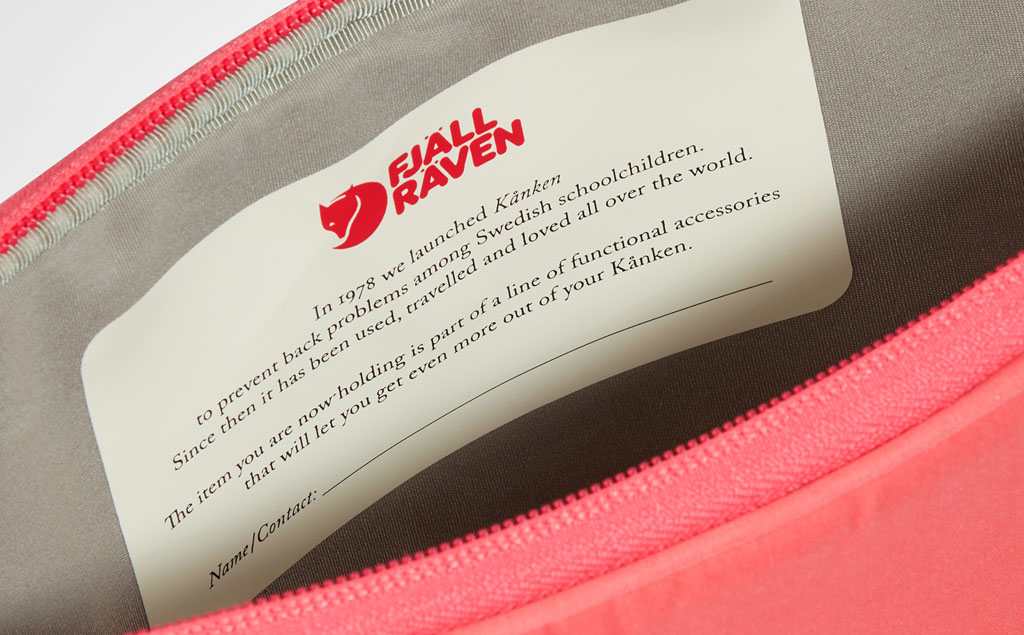 FJÄLL
RÄVEN
In 1978 we launched Kånken
to prevent back problems among Swedish schoolchildren.
Since then it has been used, travelled and loved all over the world.
The item you are now holding is part of a line of functional accessories
that will let you get even more out of your Kånken.
Name/Contact: